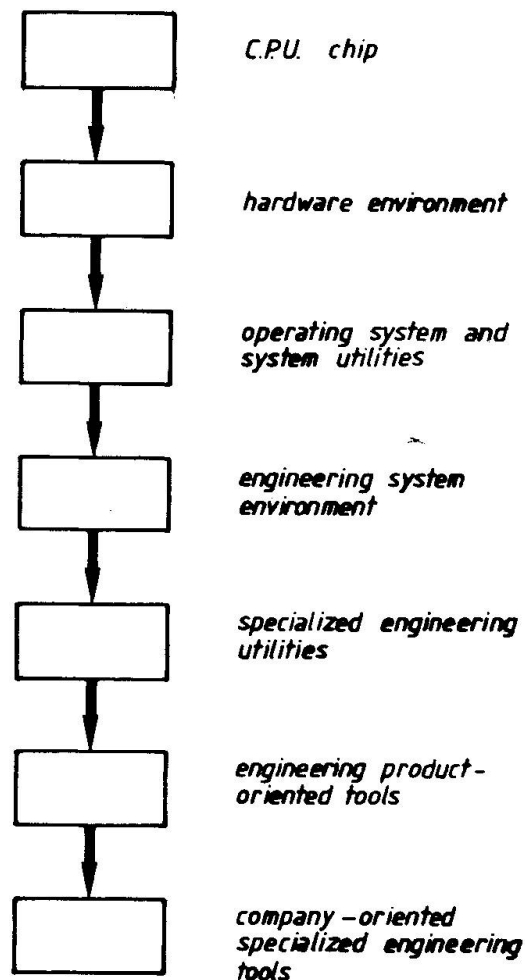 C.P.U. chip
hardware environment
operating system and
system utilities
engineering system
environment
specialized engineering
utilities
engineering product-
oriented tools
company-oriented
specialized engineering
tools